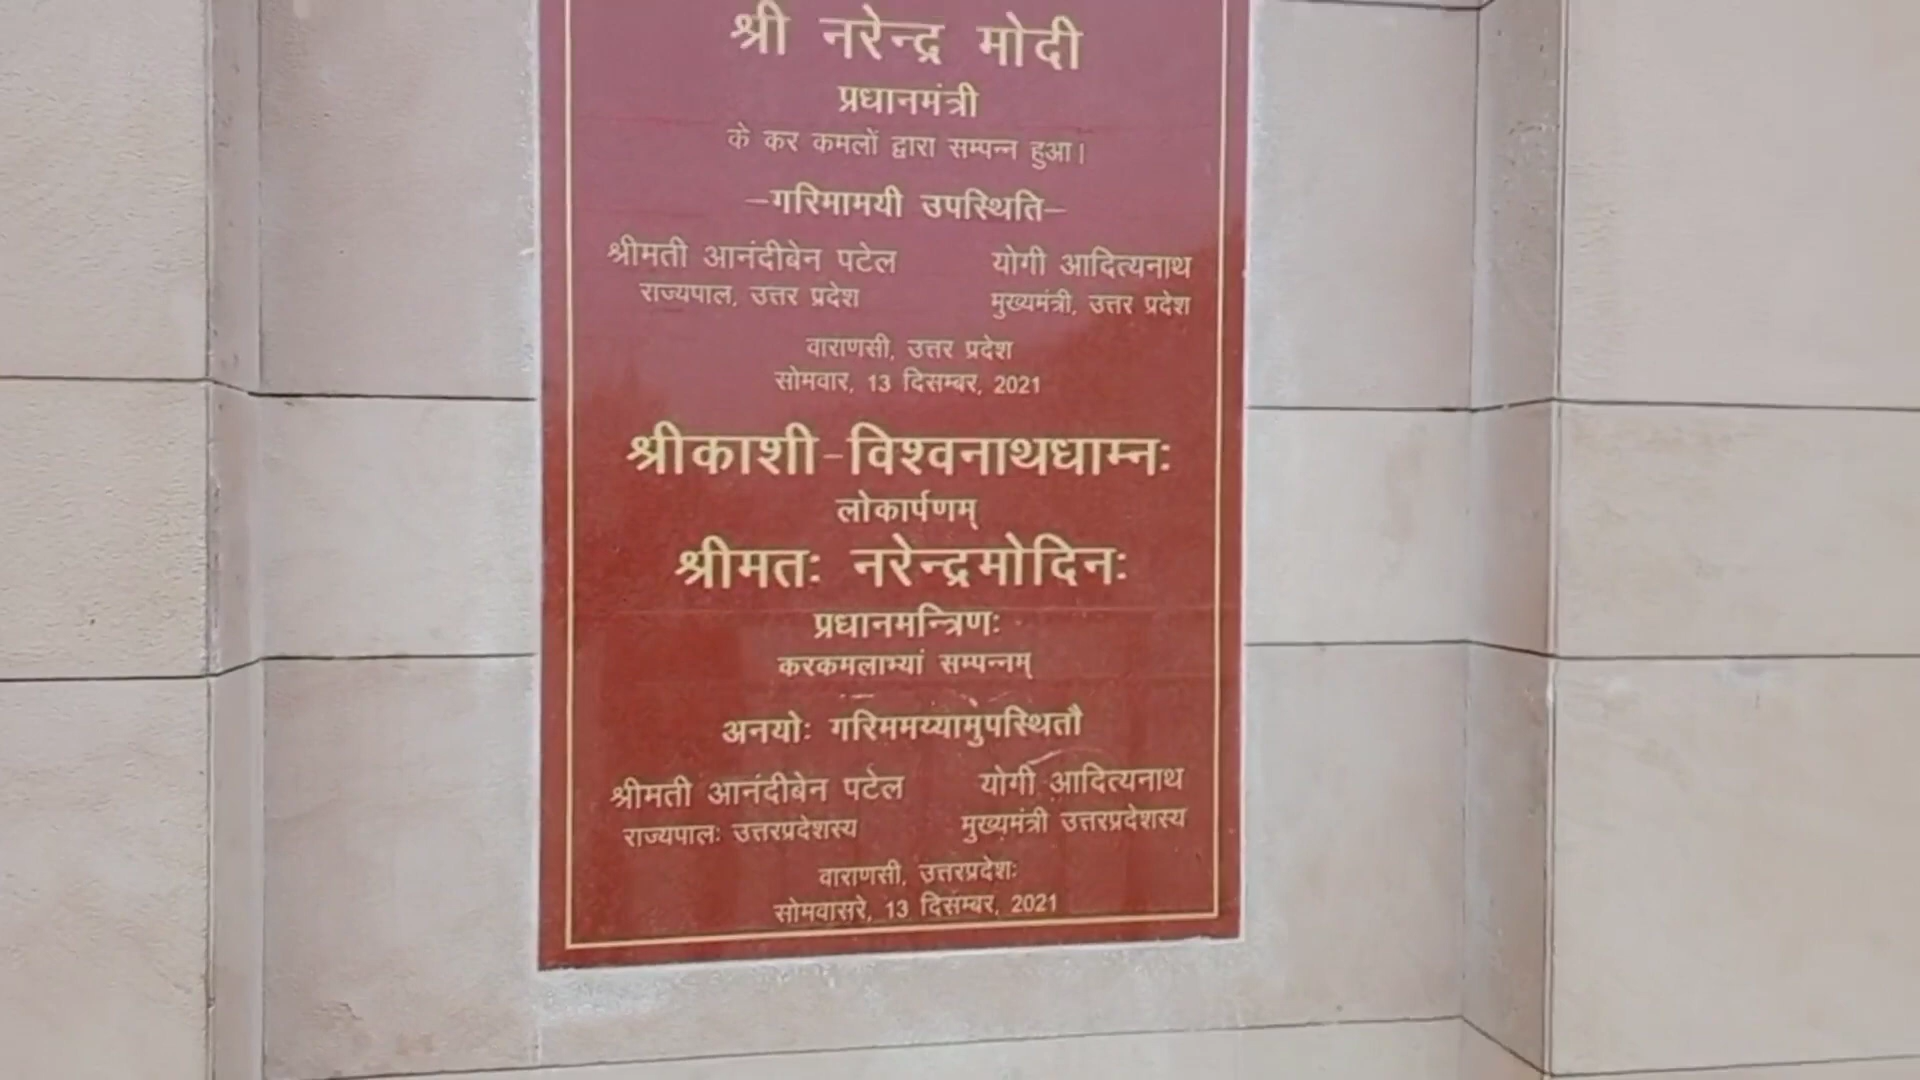 श्री नरेन्द्र मोदी
प्रधानमंत्री
के कर कमलों द्वारा सम्पन्न हुआ।
–गरिमामयी उपस्थिति–
श्रीमती आनंदीबेन पटेल योगी आदित्यनाथ
राज्यपाल, उत्तर प्रदेश मुख्यमंत्री, उत्तर प्रदेश
वाराणसी, उत्तर प्रदेश
सोमवार, 13 दिसम्बर, 2021
श्रीकाशी-विश्वनाथधाम्नः
लोकार्पणम्
श्रीमतः नरेन्द्रमोदिनः
प्रधानमन्त्रिणः
करकमलाभ्यां सम्पन्नम्
अनयोः गरिममय्यामुपस्थितौ
श्रीमती आनंदीबेन पटेल योगी आदित्यनाथ
राज्यपालः उत्तरप्रदेशस्य मुख्यमंत्री उत्तरप्रदेशस्य
वाराणसी, उत्तरप्रदेशः
सोमवासरे, 13 दिसम्बर, 2021